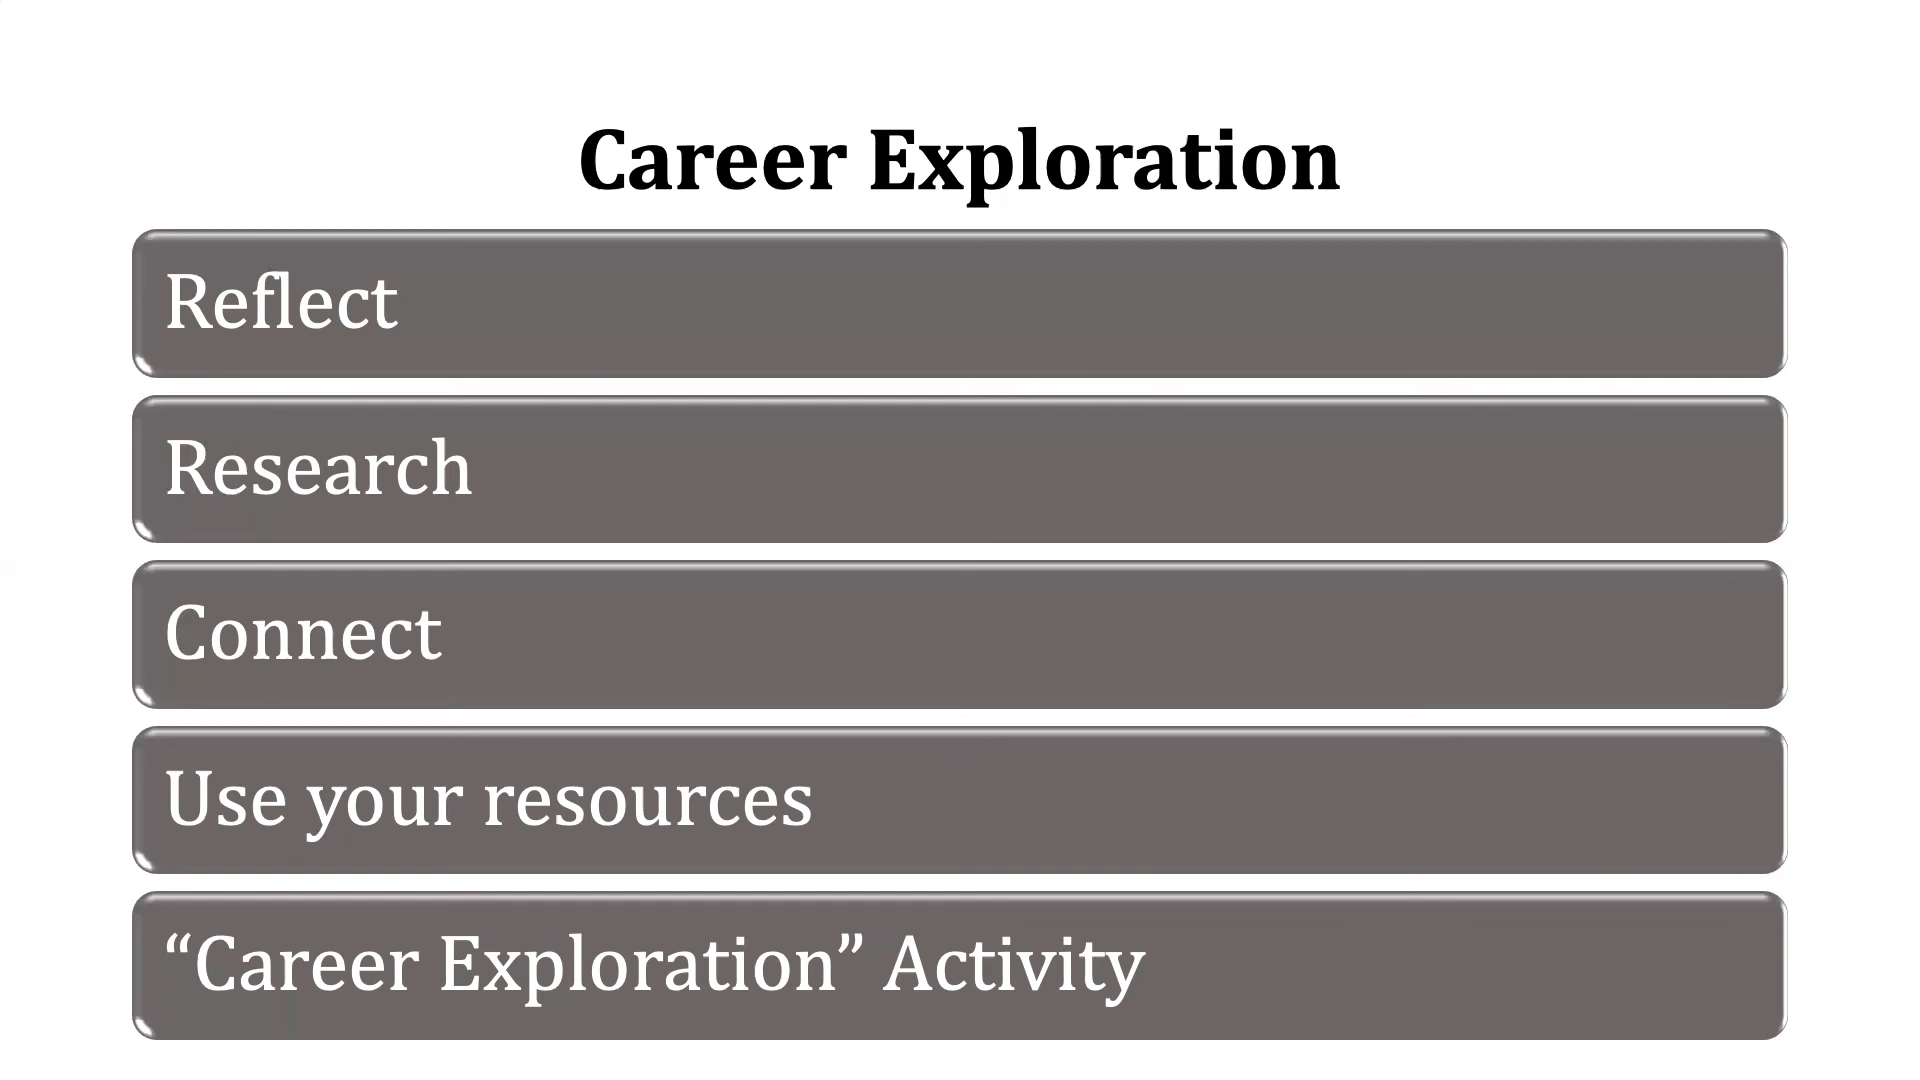 Career Exploration
Reflect
Research
Connect
Use your resources
“Career Exploration” Activity